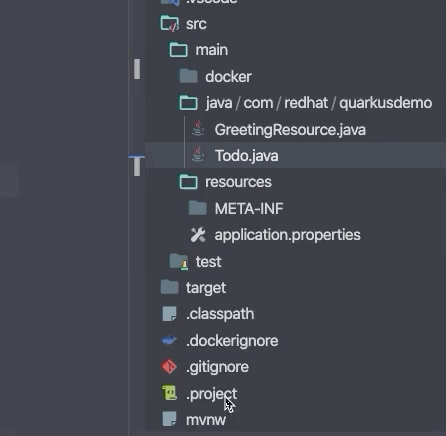 .vscode
src
main
docker
java / com / redhat / quarkusdemo
GreetingResource.java
Todo.java
resources
META-INF
application.properties
test
target
.classpath
.dockerignore
.gitignore
.project
mvnw